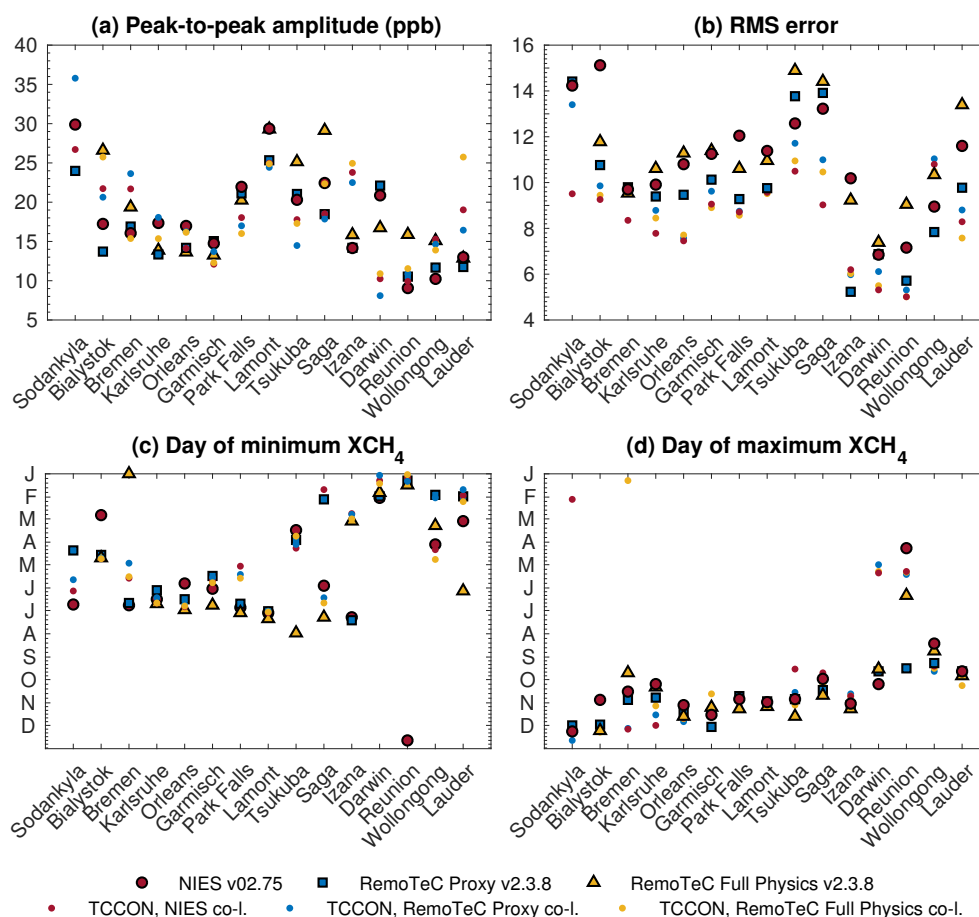 (a) Peak-to-peak amplitude (ppb)
40
35
30
25
20
15
10
5
Sodankyla
Bialystok
Bremen
Karlsruhe
Orleans
Garmisch
Park Falls
Lamont
Tsukuba
Saga
Izana
Darwin
Reunion
Wollongong
Lauder
(b) RMS error
16
14
12
10
8
6
4
Sodankyla
Bialystok
Bremen
Karlsruhe
Orleans
Garmisch
Park Falls
Lamont
Tsukuba
Saga
Izana
Darwin
Reunion
Wollongong
Lauder
(c) Day of minimum XCH4
J
F
M
A
M
J
J
A
S
O
N
D
Sodankyla
Bialystok
Bremen
Karlsruhe
Orleans
Garmisch
Park Falls
Lamont
Tsukuba
Saga
Izana
Darwin
Reunion
Wollongong
Lauder
(d) Day of maximum XCH4
J
F
M
A
M
J
J
A
S
O
N
D
Sodankyla
Bialystok
Bremen
Karlsruhe
Orleans
Garmisch
Park Falls
Lamont
Tsukuba
Saga
Izana
Darwin
Reunion
Wollongong
Lauder
NIES v02.75 RemoTeC Proxy v2.3.8 RemoTeC Full Physics v2.3.8
TCCON, NIES co-l. TCCON, RemoTeC Proxy co-l. TCCON, RemoTeC Full Physics co-l.